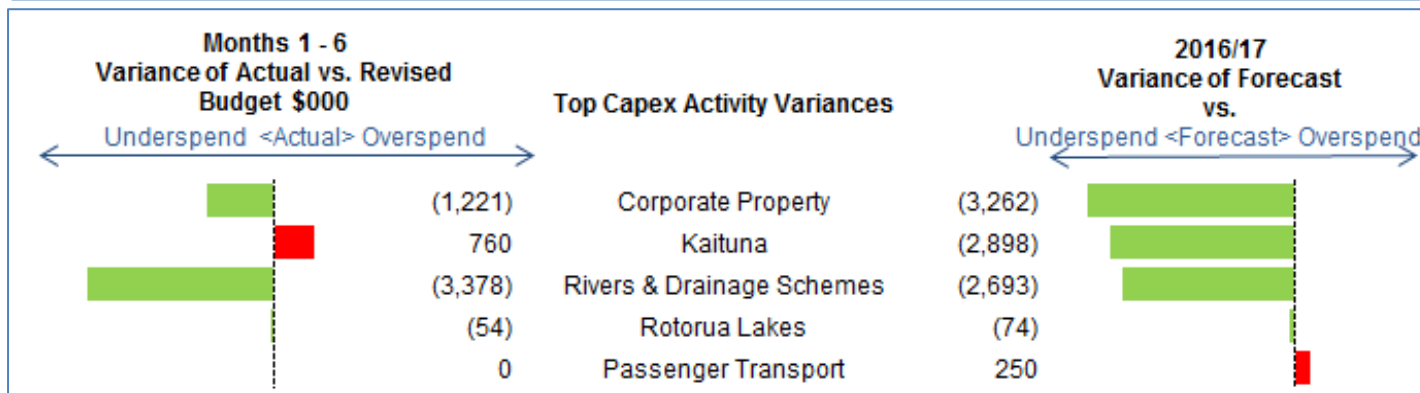 Months 1 - 6
Variance of Actual vs. Revised
Budget $000
Underspend <Actual> Overspend
Top Capex Activity Variances
2016/17
Variance of Forecast
vs.
Underspend <Forecast> Overspend
(1,221) Corporate Property (3,262)
760 Kaituna (2,898)
(3,378) Rivers & Drainage Schemes (2,693)
(54) Rotorua Lakes (74)
0 Passenger Transport 250